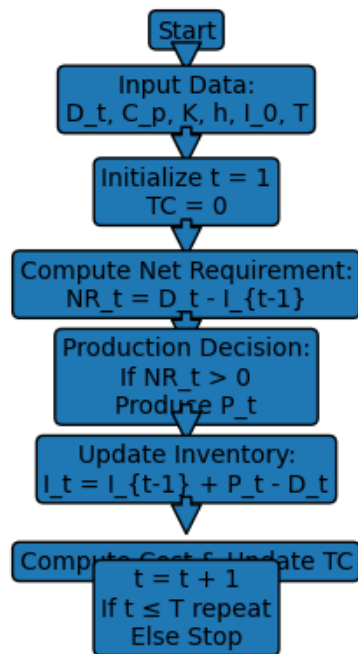 Start
Input Data:
D_t, C_p, K, h, I_0, T
Initialize t = 1
TC = 0
Compute Net Requirement:
NR_t = D_t - I_{t-1}
Production Decision:
If NR_t > 0
Produce P_t
Update Inventory:
I_t = I_{t-1} + P_t - D_t
Compute Cost & Update TC
t = t + 1
If t ≤ T repeat
Else Stop